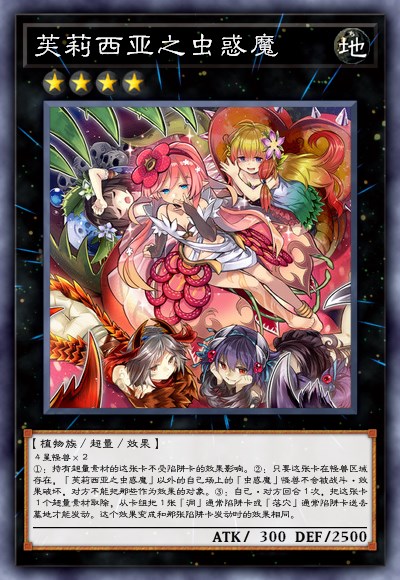 芙莉西亚之虫惑魔
地
【植物族／超量／效果】
4星怪兽×2
①：持有超量素材的这张卡不受陷阱卡的效果影响。②：只要这张卡在怪兽区域
存在，「芙莉西亚之虫惑魔」以外的自己场上的「虫惑魔」怪兽不会被战斗·效
果破坏，对方不能把那些作为效果的对象。③：自己·对方回合1次，把这张卡
1个超量素材取除，从卡组把1张「洞」通常陷阱卡或「落穴」通常陷阱卡送去
墓地才能发动。这个效果变成和那张陷阱卡发动时的效果相同。
ATK/ 300 DEF/2500